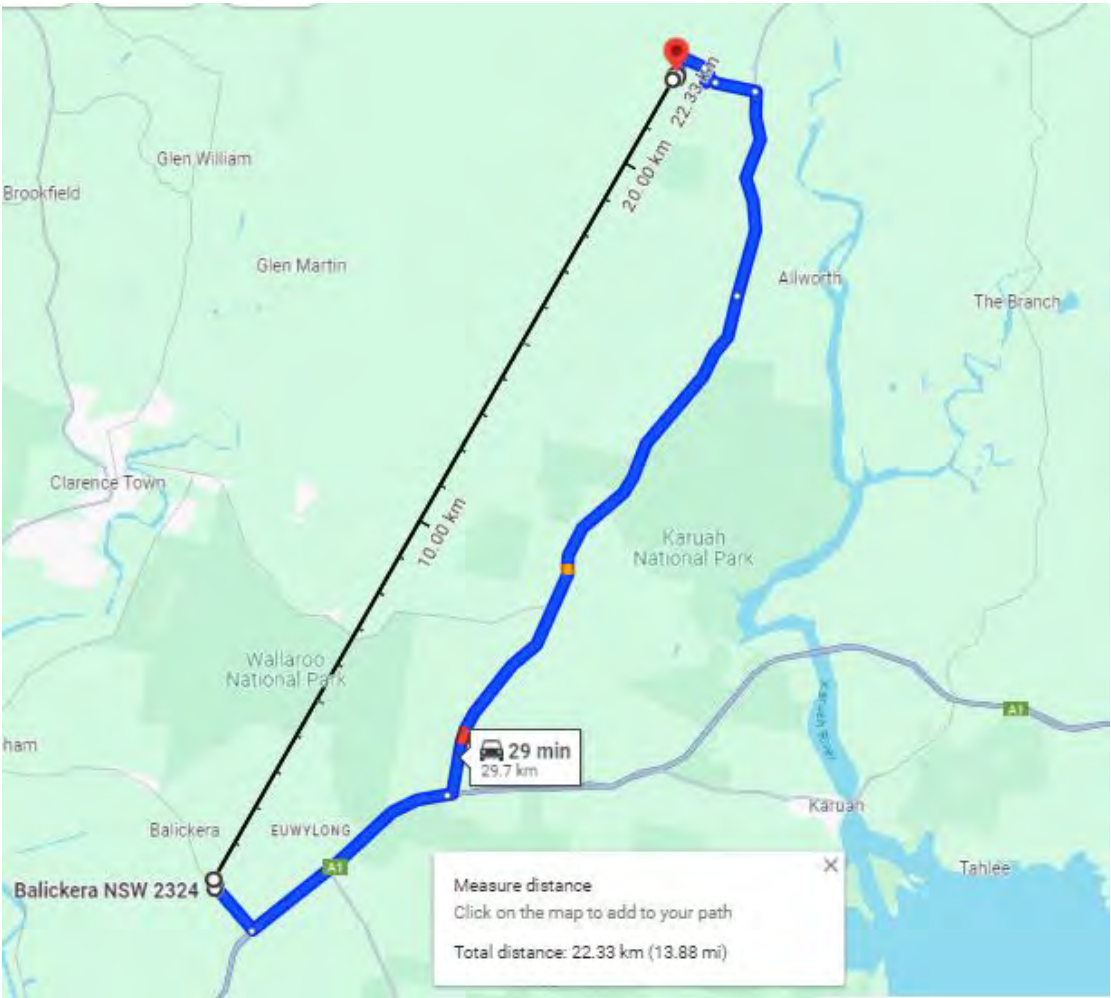 22.33 km
Glen William
20.00 km
Brookfield
Glen Martin
Allworth
The Branch
Clarence Town
10.00 km
Karuah
National Park
Wallaroo
National Park
A1
ham
29 min
29.7 km
Karuah River
Karuah
Balickera
EUWYLONG
A1
Tahlee
Balickera NSW 2324
Measure distance
Click on the map to add to your path
Total distance: 22.33 km (13.88 mi)